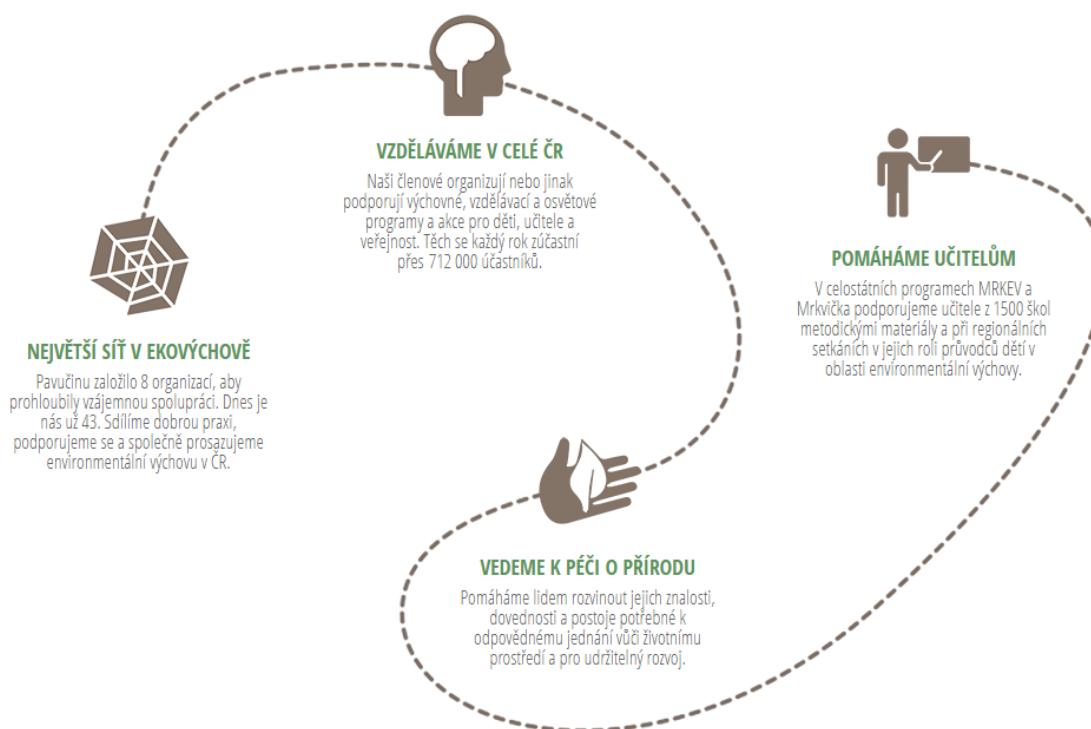 VZDĚLÁVÁME V CELÉ ČR
Naši členové organizují nebo jinak
podporují výchovné, vzdělávací a osvětové
programy a akce pro děti, učitele a
veřejnost. Těch se každý rok zúčastní
přes 712 000 účastníků.
POMÁHÁME UČITELŮM
V celostátních programech MRKEV a
Mrkvička podporujeme učitele z 1500 škol
metodickými materiály a při regionálních
setkáních v jejich roli průvodců dětí v
oblasti environmentální výchovy.
NEJVĚTŠÍ SÍŤ V EKOVÝCHOVĚ
Pavučinu založilo 8 organizací, aby
prohloubily vzájemnou spolupráci. Dnes je
nás už 43. Sdílíme dobrou praxi,
podporujeme se a společně prosazujeme
environmentální výchovu v ČR.
VEDEME K PÉČI O PŘÍRODU
Pomáháme lidem rozvinout jejich znalosti,
dovednosti a postoje potřebné k
odpovědnému jednání vůči životnímu
prostředí a pro udržitelný rozvoj.